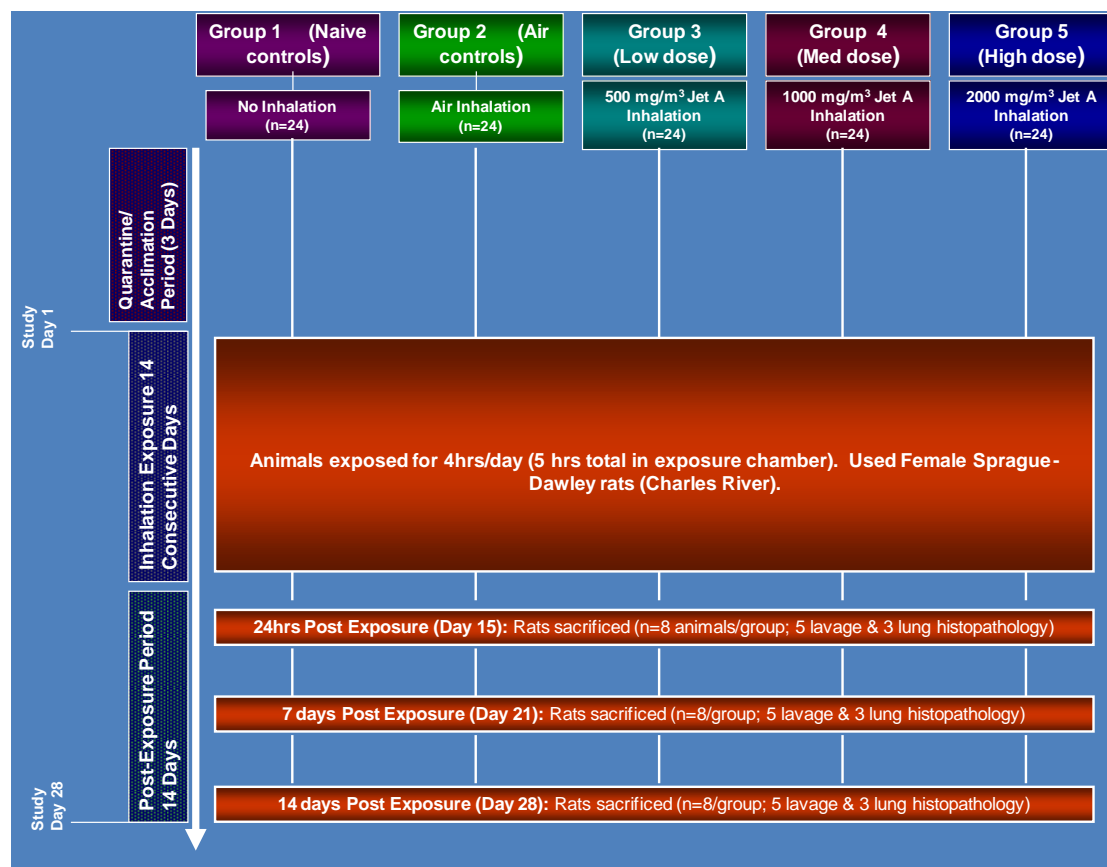 Group 1 (Naive
controls)
Group 2 (Air
controls)
Group 3
(Low dose)
Group 4
(Med dose)
Group 5
(High dose)
No Inhalation
(n=24)
Air Inhalation
(n=24)
500 mg/m³ Jet A
Inhalation
(n=24)
1000 mg/m³ Jet A
Inhalation
(n=24)
2000 mg/m³ Jet A
Inhalation
(n=24)
Quarantine/
Acclimation
Period (3 Days)
Study
Day 1
Inhalation Exposure 14
Consecutive Days
Animals exposed for 4hrs/day (5 hrs total in exposure chamber). Used Female Sprague-
Dawley rats (Charles River).
Post-Exposure Period
14 Days
24hrs Post Exposure (Day 15): Rats sacrificed (n=8 animals/group; 5 lavage & 3 lung histopathology)
7 days Post Exposure (Day 21): Rats sacrificed (n=8/group; 5 lavage & 3 lung histopathology)
14 days Post Exposure (Day 28): Rats sacrificed (n=8/group; 5 lavage & 3 lung histopathology)
Study
Day 28